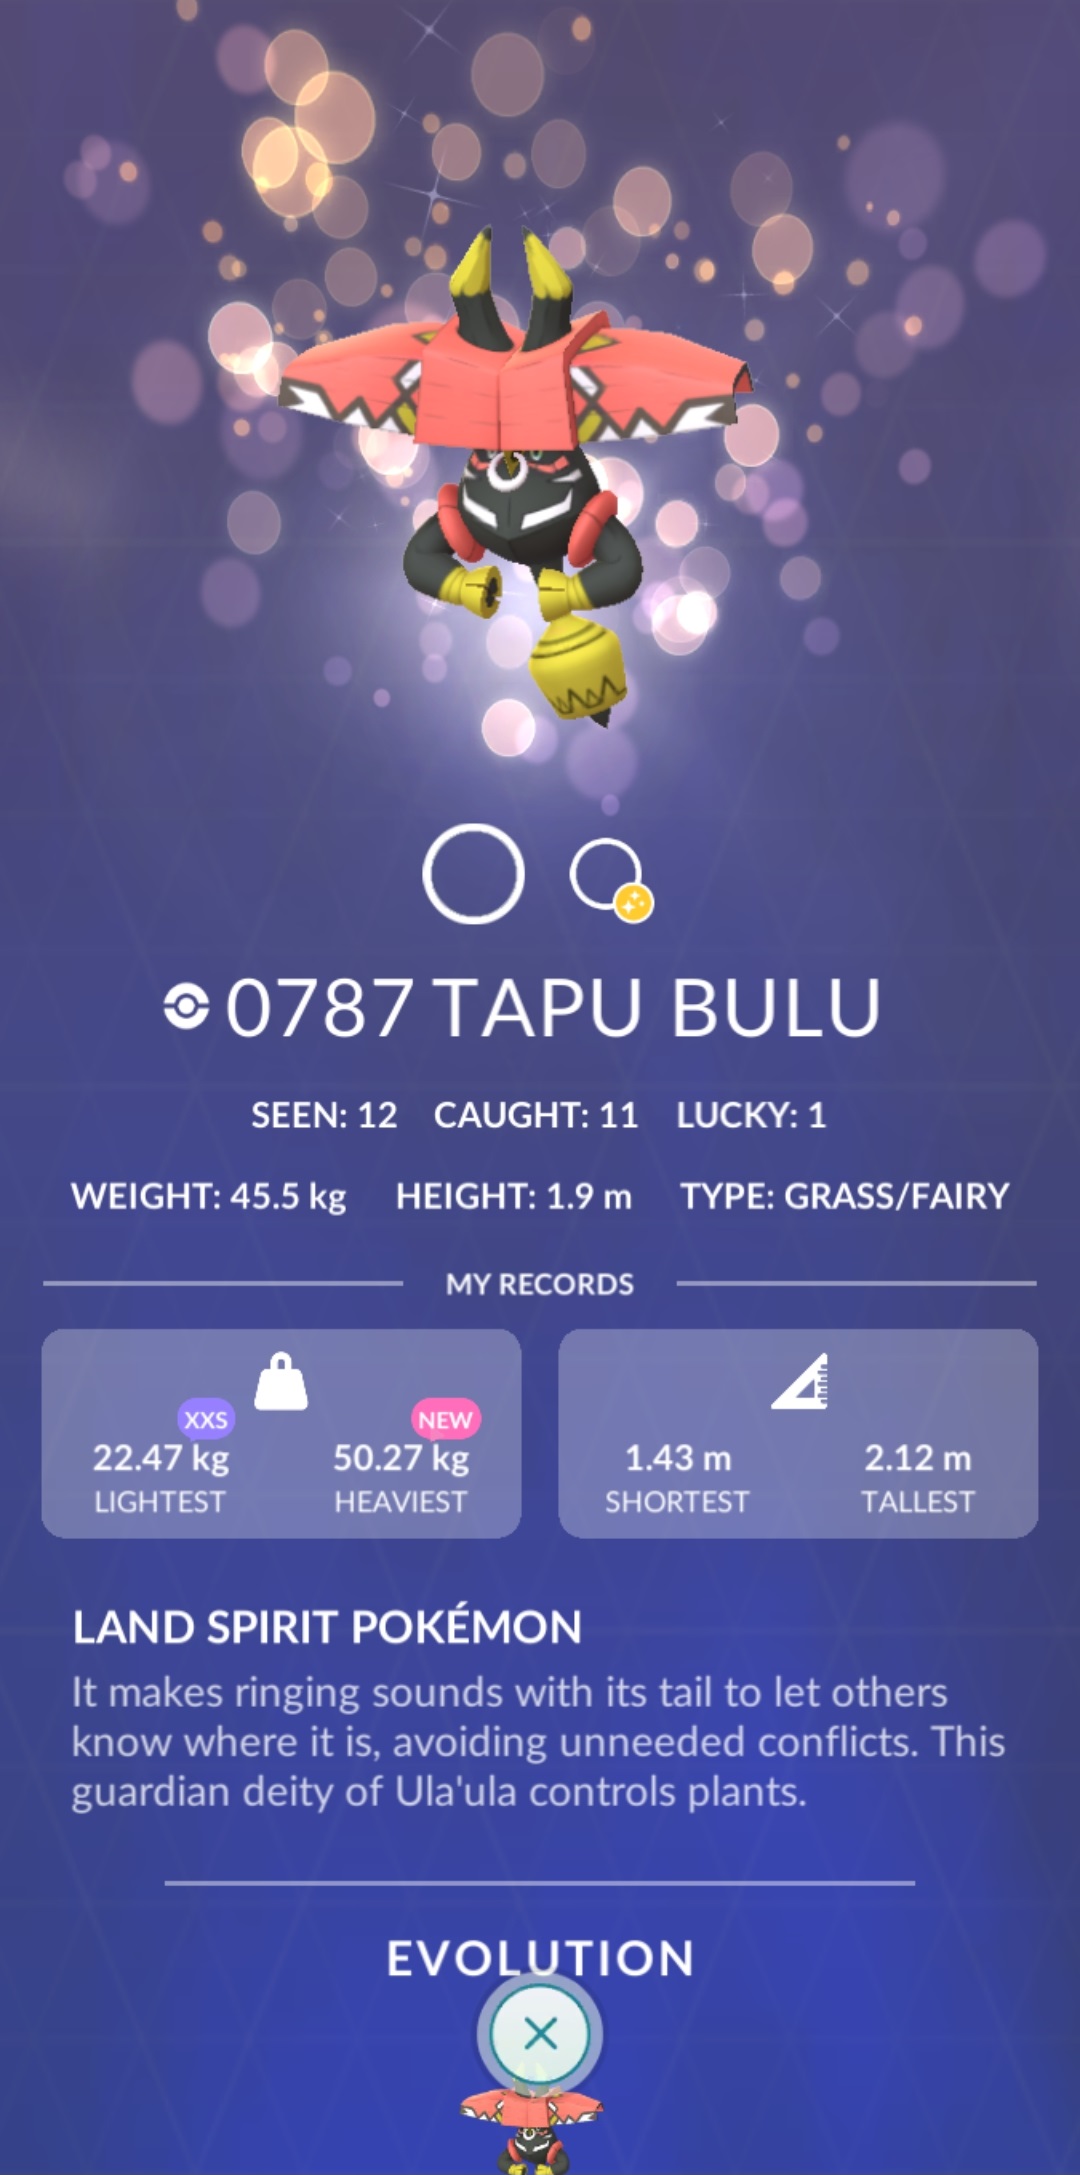 0787 TAPU BULU
SEEN: 12 CAUGHT: 11 LUCKY: 1
WEIGHT: 45.5 kg HEIGHT: 1.9 m TYPE: GRASS/FAIRY
MY RECORDS
XXS NEW
22.47 kg 50.27 kg 1.43 m 2.12 m
LIGHTEST HEAVIEST SHORTEST TALLEST
LAND SPIRIT POKÉMON
It makes ringing sounds with its tail to let others
know where it is, avoiding unneeded conflicts. This
guardian deity of Ula'ula controls plants.
EVOLUTION